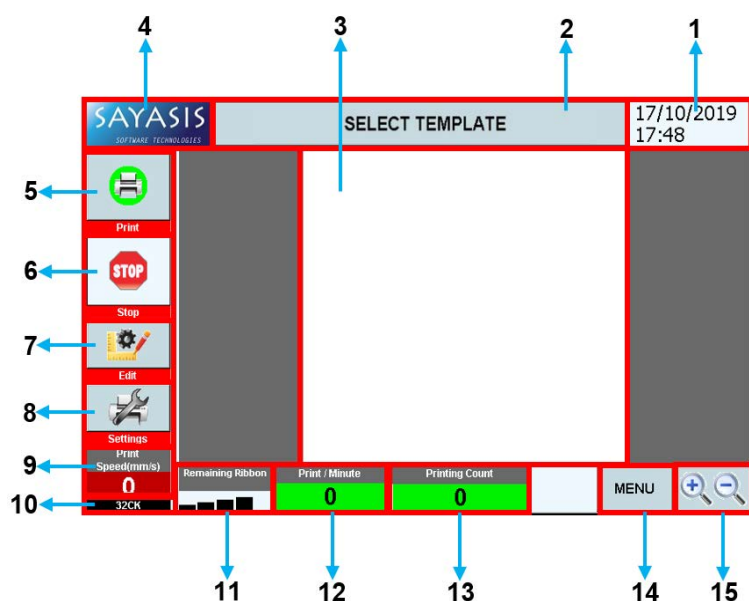 4
3
2
1
SAYASIS
SOFTWARE TECHNOLOGIES
SELECT TEMPLATE
17/10/2019
17:48
5
Print
6
STOP
Stop
7
Edit
8
Settings
9
Print
Speed(mm/s)
0
10
32CK
Remaining Ribbon
Print / Minute
0
Printing Count
0
MENU
11
12
13
14
15